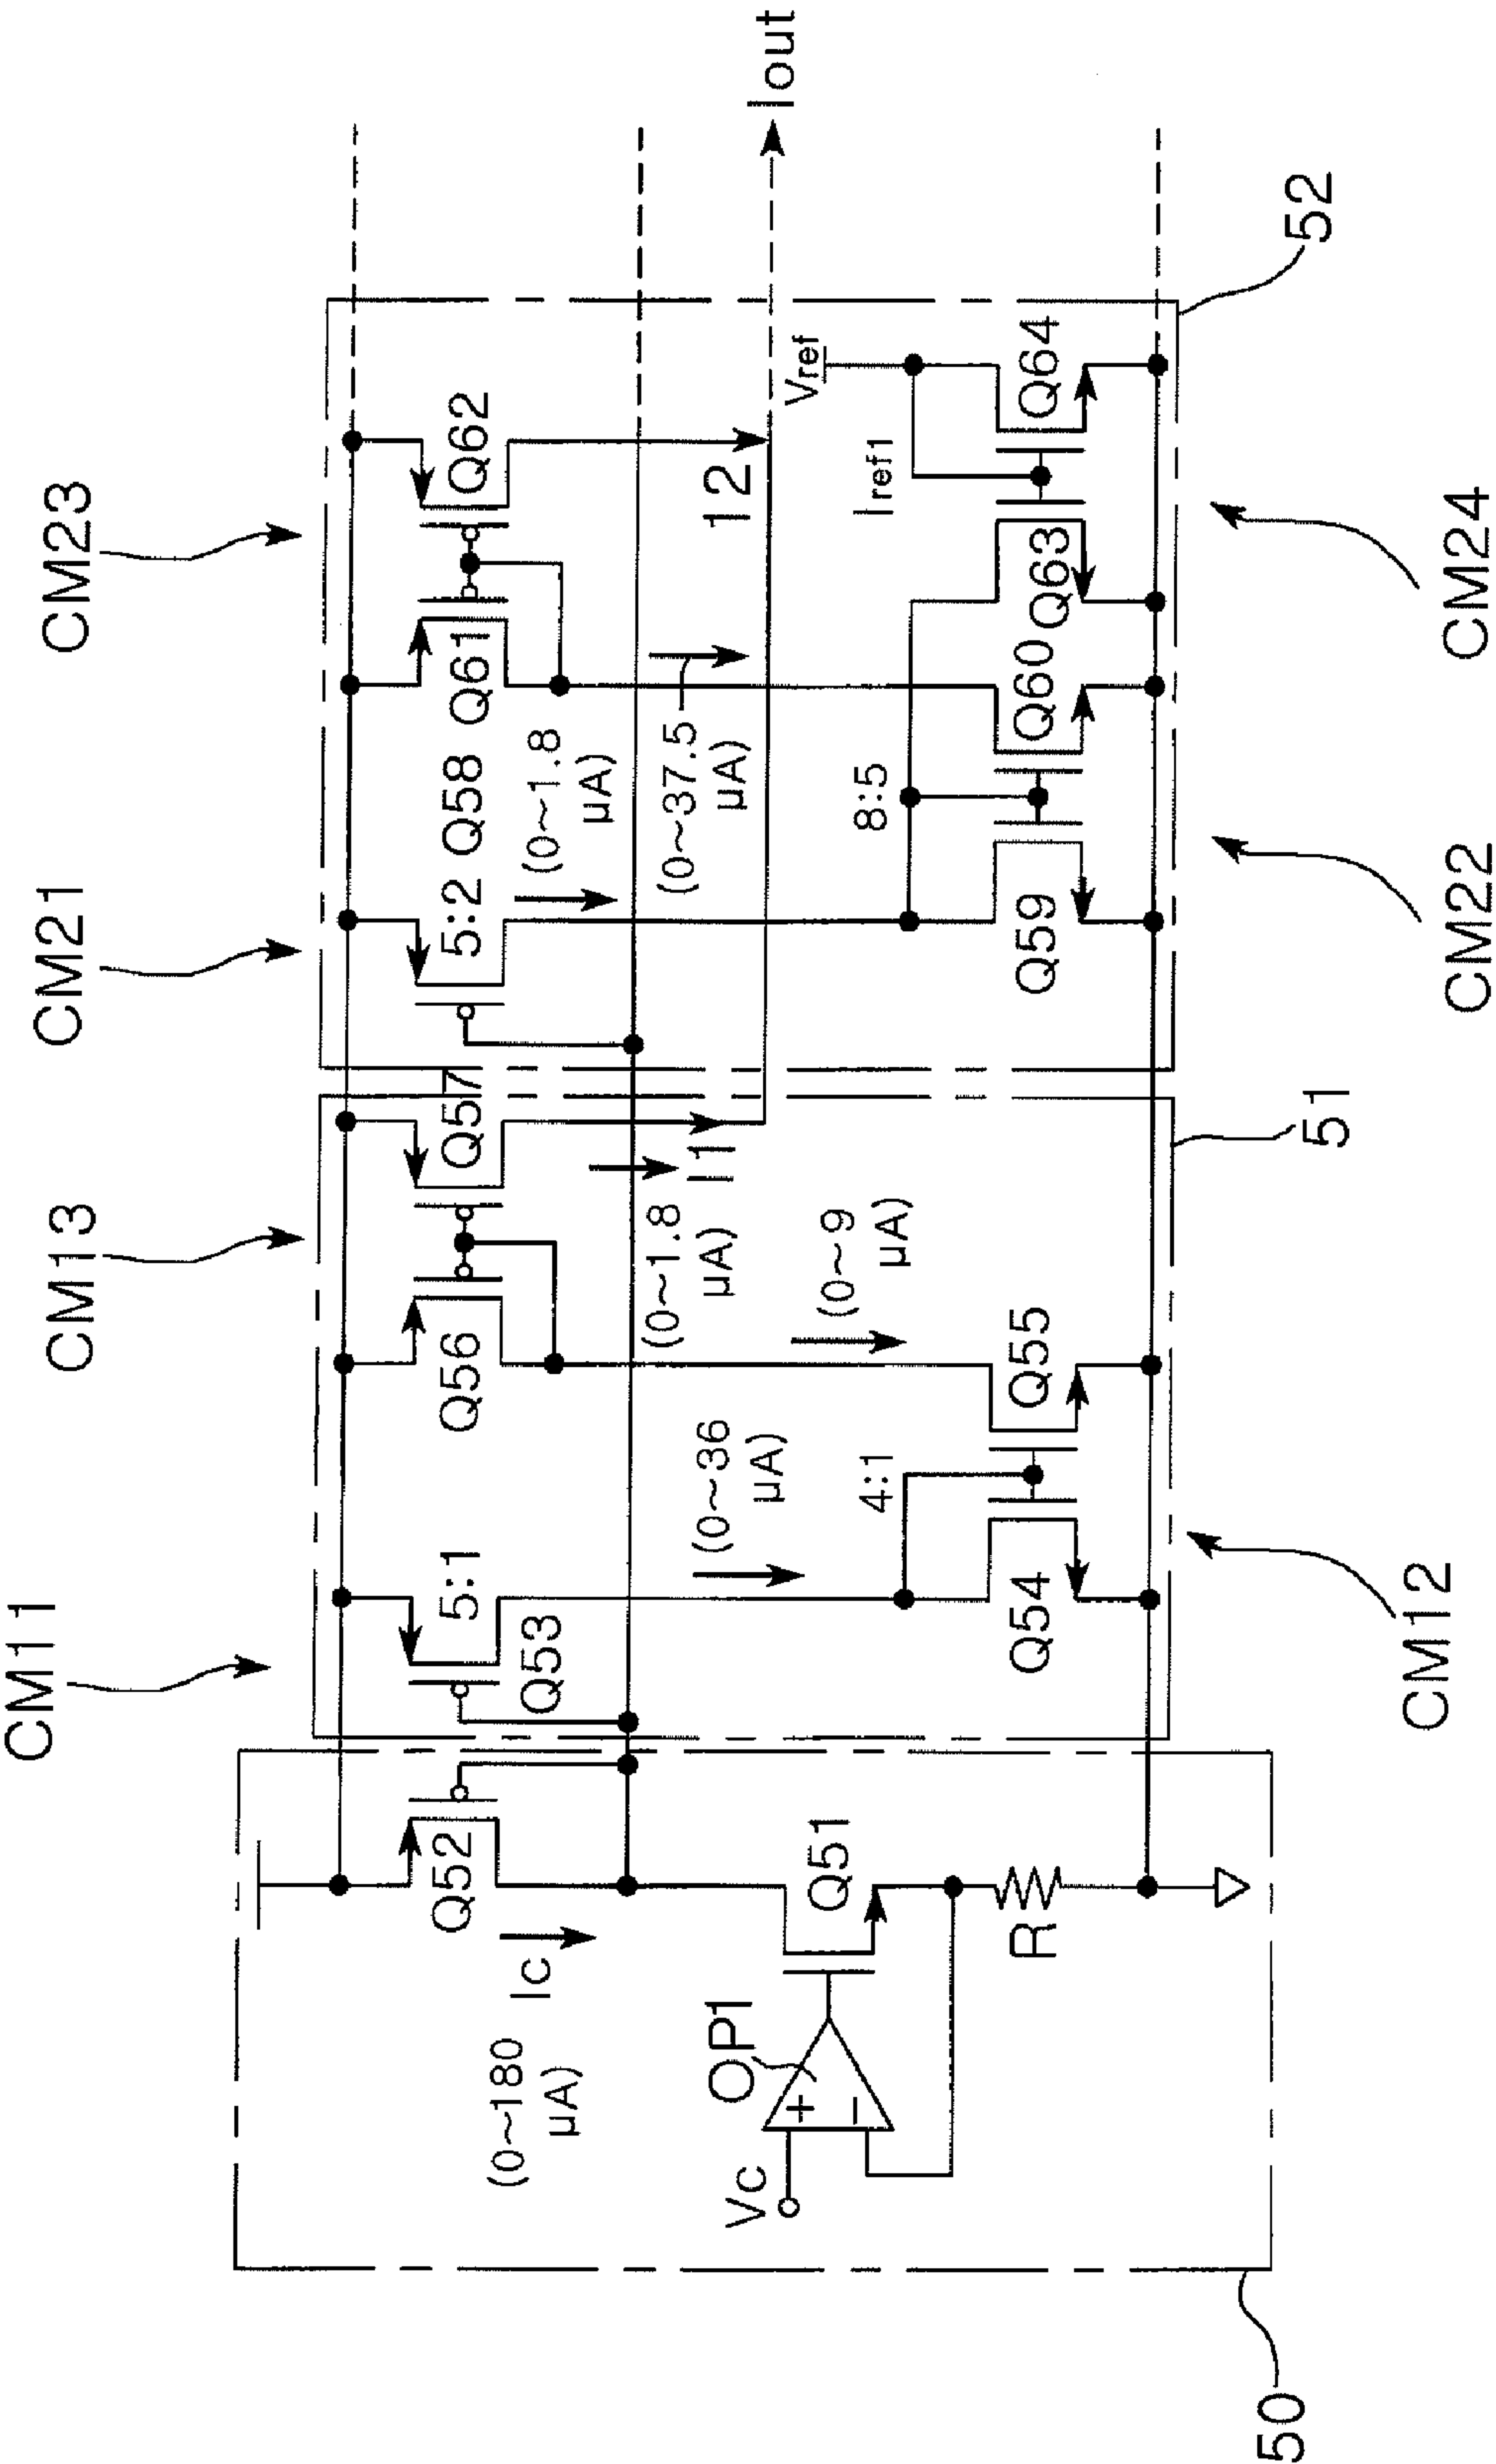 CM11
CM13
CM21
CM23
Q52
Q53
5:1
Q56
Q57
5:2
Q58
Q61
Q62
Ic
(0~180
μA)
(0~36
μA)
(0~1.8
μA)
I1
(0~9
μA)
(0~1.8
μA)
(0~37.5
μA)
12
Iout
Vc
OP1
+
−
Q51
R
4:1
Q54
Q55
8:5
Q59
Q60
Q63
Q64
Iref1
Vref
CM12
CM22
CM24
50
51
52